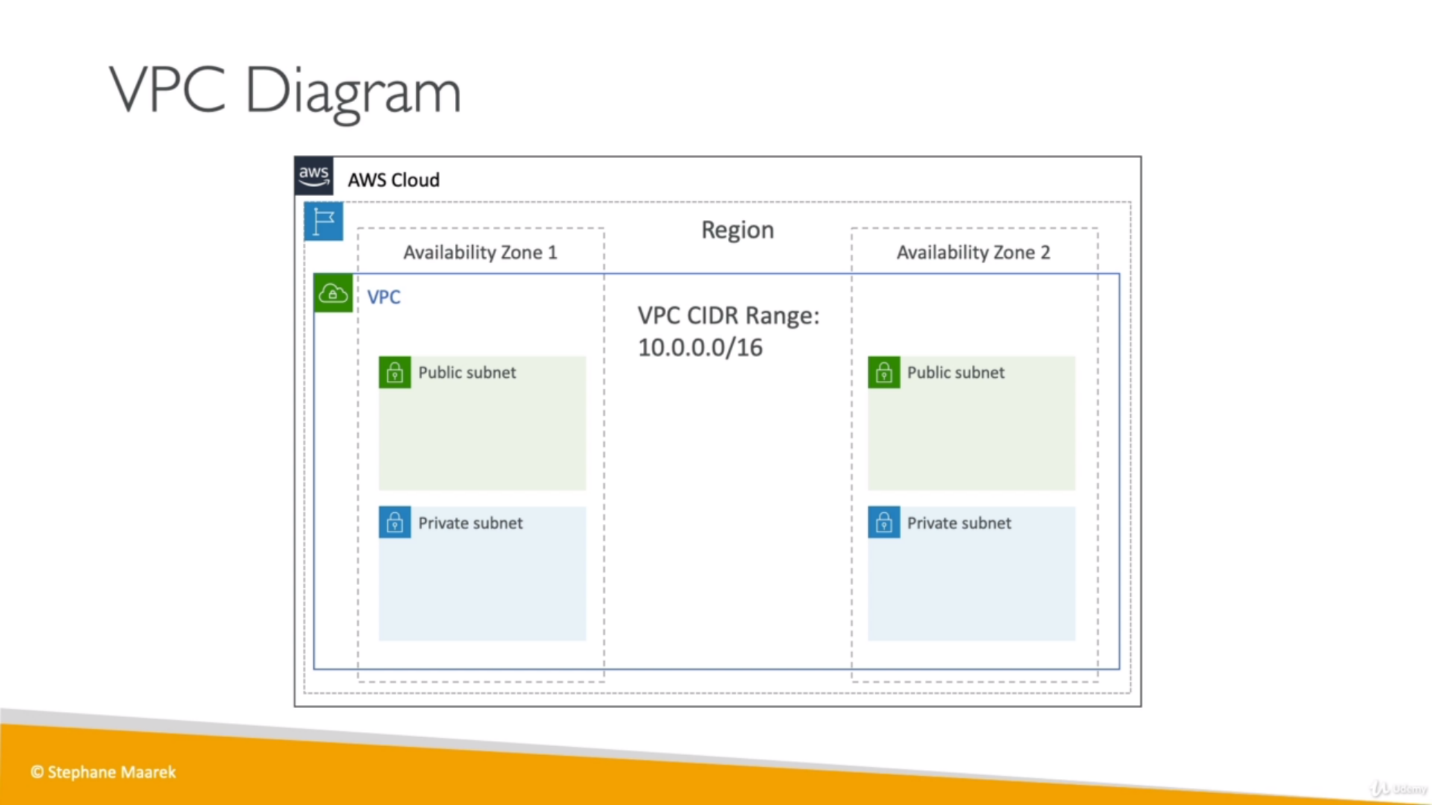 VPC Diagram
aws
AWS Cloud
Region
Availability Zone 1
Availability Zone 2
VPC
VPC CIDR Range:
10.0.0.0/16
Public subnet
Public subnet
Private subnet
Private subnet
© Stephane Maarek
Udemy